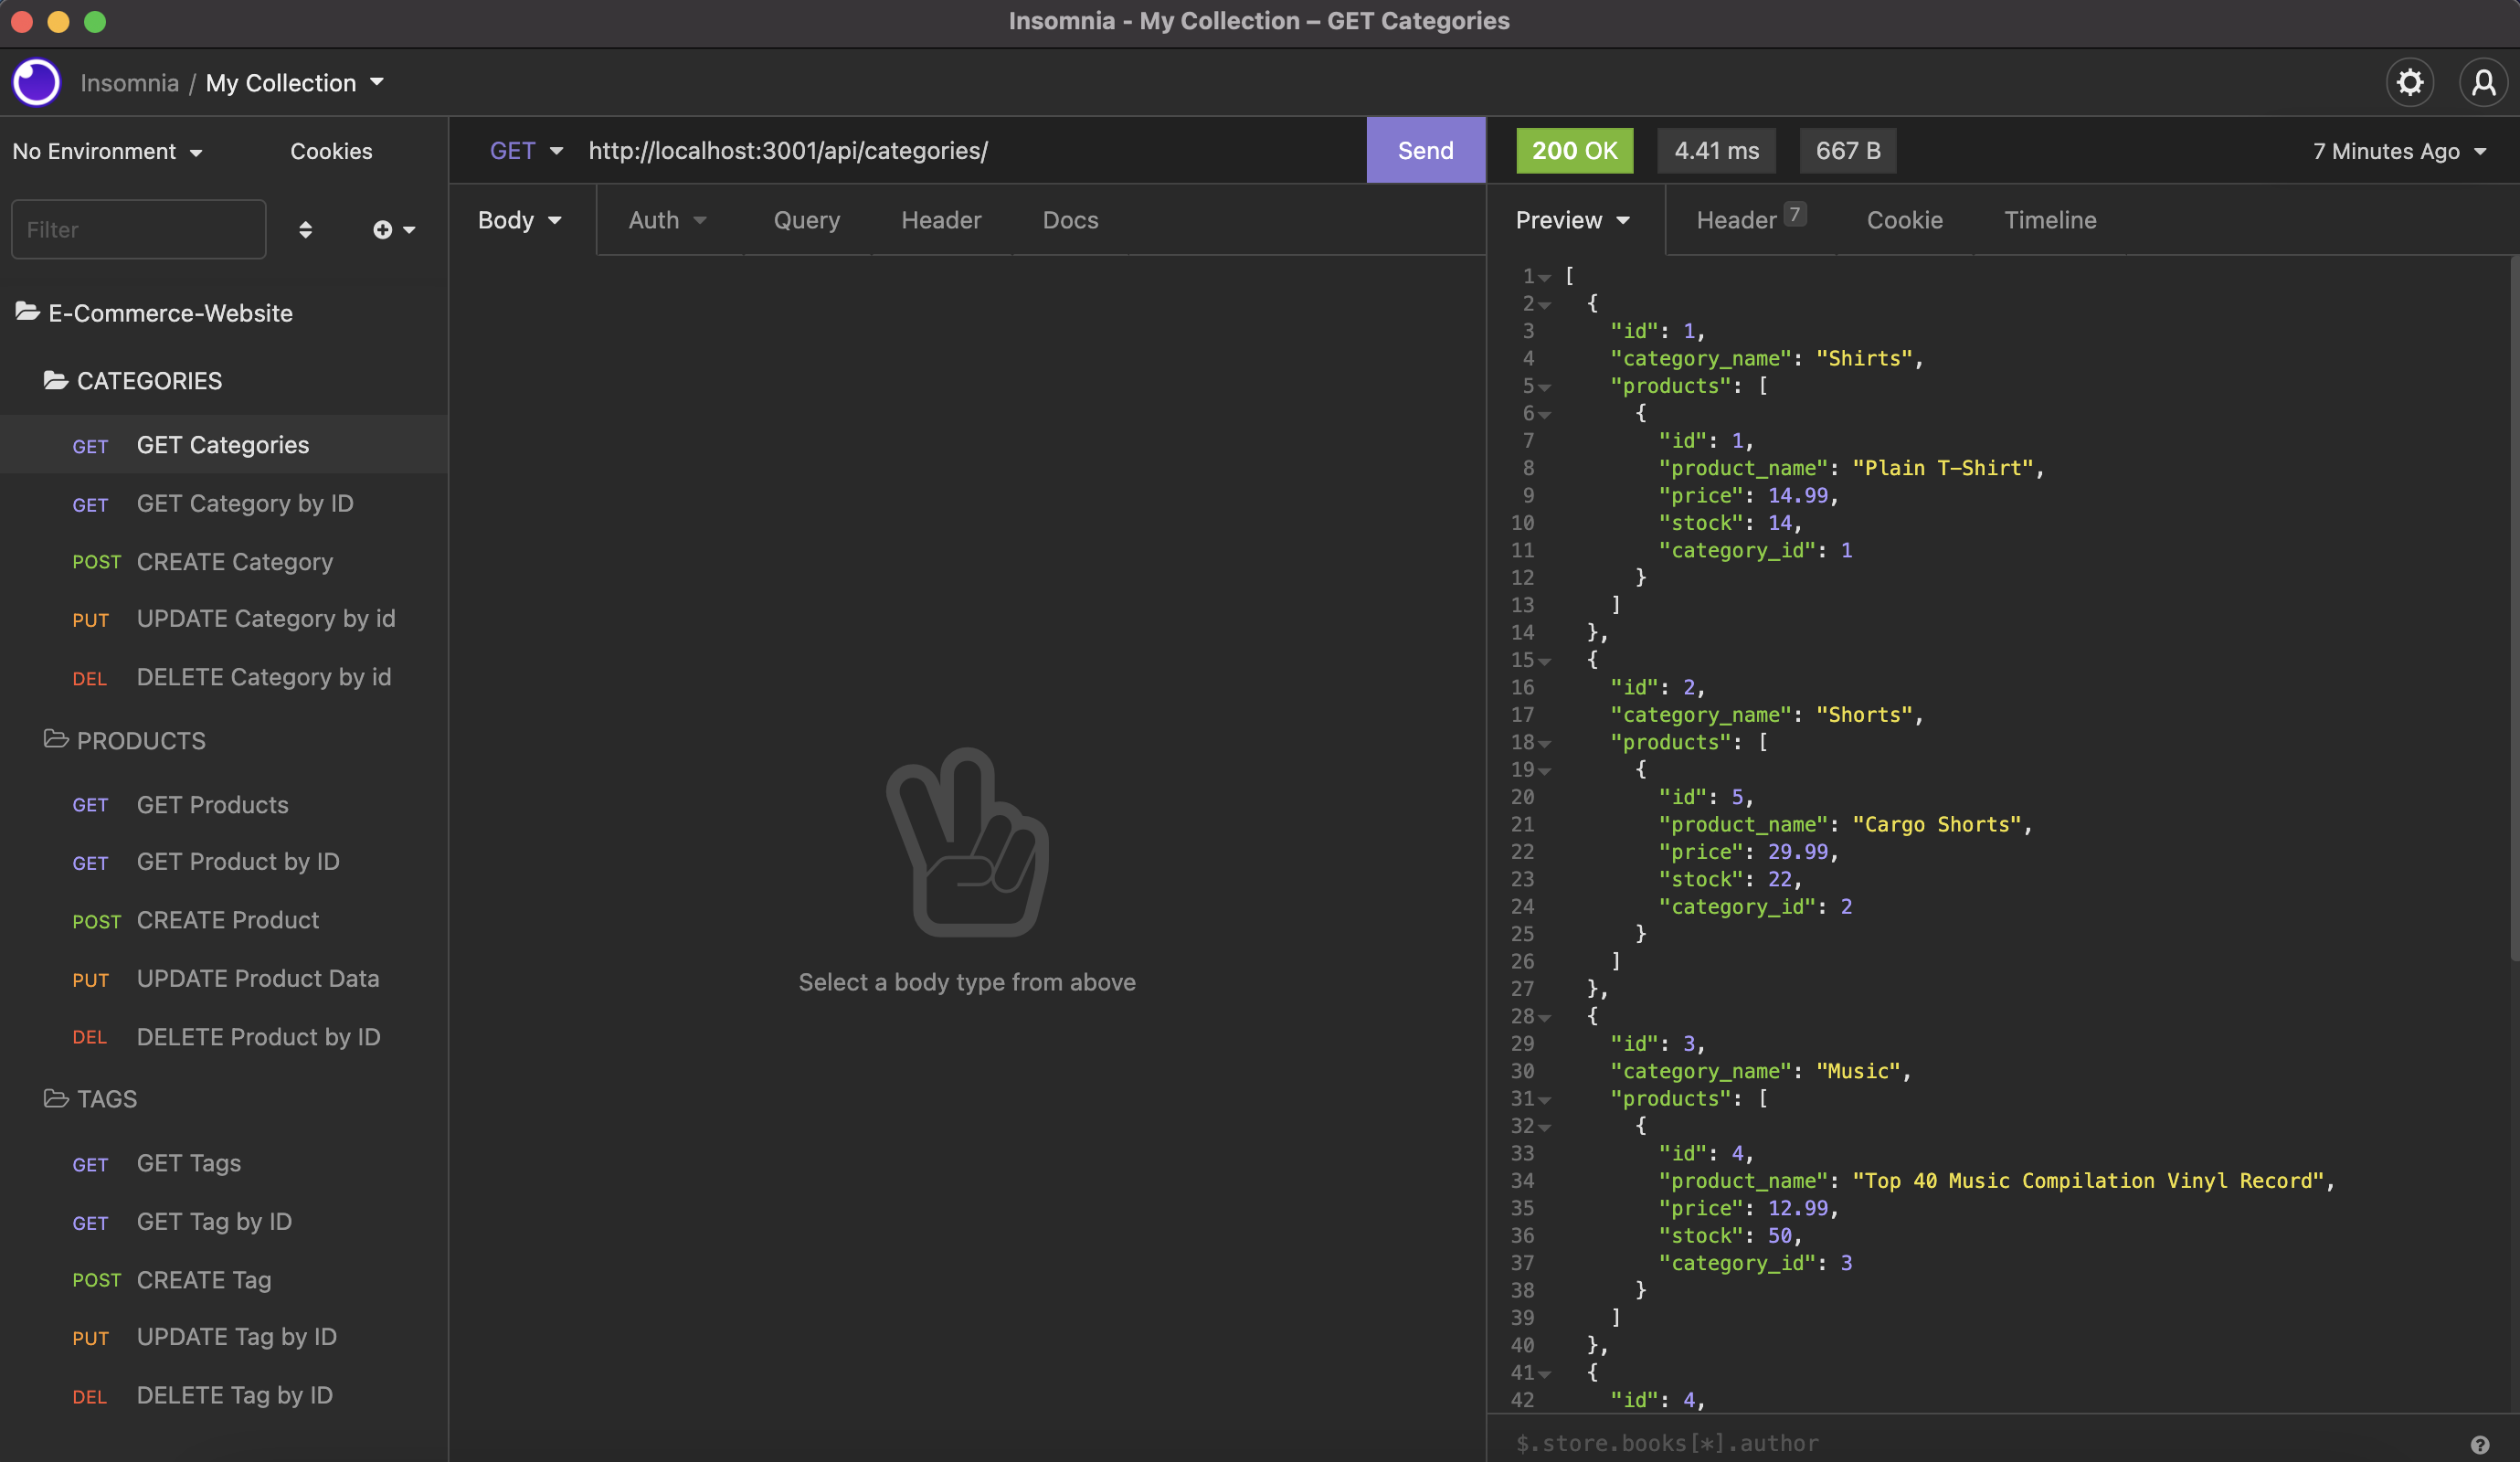 Insomnia - My Collection – GET Categories
Insomnia / My Collection
No Environment
Cookies
Filter
E-Commerce-Website
CATEGORIES
GET GET Categories
GET GET Category by ID
POST CREATE Category
PUT UPDATE Category by id
DEL DELETE Category by id
PRODUCTS
GET GET Products
GET GET Product by ID
POST CREATE Product
PUT UPDATE Product Data
DEL DELETE Product by ID
TAGS
GET GET Tags
GET GET Tag by ID
POST CREATE Tag
PUT UPDATE Tag by ID
DEL DELETE Tag by ID
GET http://localhost:3001/api/categories/ Send
Body Auth Query Header Docs
Select a body type from above
200 OK 4.41 ms 667 B 7 Minutes Ago
Preview Header 7 Cookie Timeline
1 [
2 {
3 "id": 1,
4 "category_name": "Shirts",
5 "products": [
6 {
7 "id": 1,
8 "product_name": "Plain T-Shirt",
9 "price": 14.99,
10 "stock": 14,
11 "category_id": 1
12 }
13 ]
14 },
15 {
16 "id": 2,
17 "category_name": "Shorts",
18 "products": [
19 {
20 "id": 5,
21 "product_name": "Cargo Shorts",
22 "price": 29.99,
23 "stock": 22,
24 "category_id": 2
25 }
26 ]
27 },
28 {
29 "id": 3,
30 "category_name": "Music",
31 "products": [
32 {
33 "id": 4,
34 "product_name": "Top 40 Music Compilation Vinyl Record",
35 "price": 12.99,
36 "stock": 50,
37 "category_id": 3
38 }
39 ]
40 },
41 {
42 "id": 4,
$.store.books[*].author